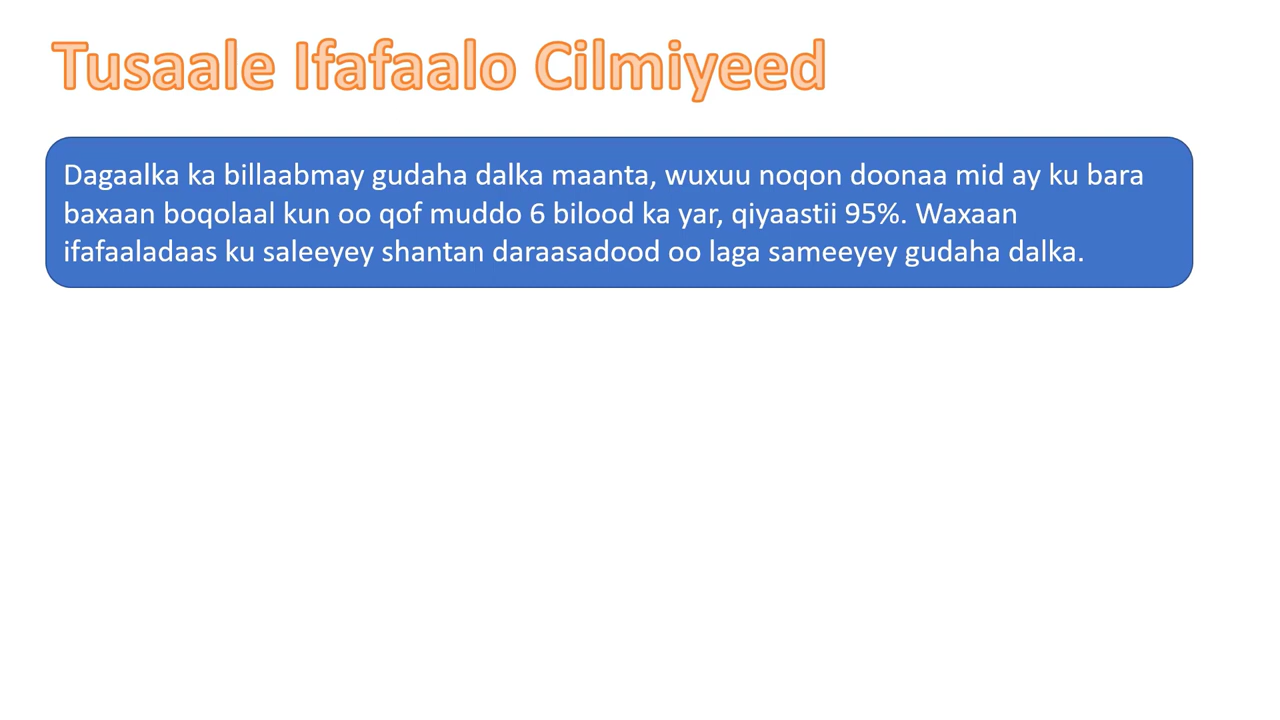 Tusaale Ifafaalo Cilmiyeed
Dagaalka ka billaabmay gudaha dalka maanta, wuxuu noqon doonaa mid ay ku bara
baxaan boqolaal kun oo qof muddo 6 bilood ka yar, qiyaastii 95%. Waxaan
ifafaaladaas ku saleeyey shantan daraasadood oo laga sameeyey gudaha dalka.